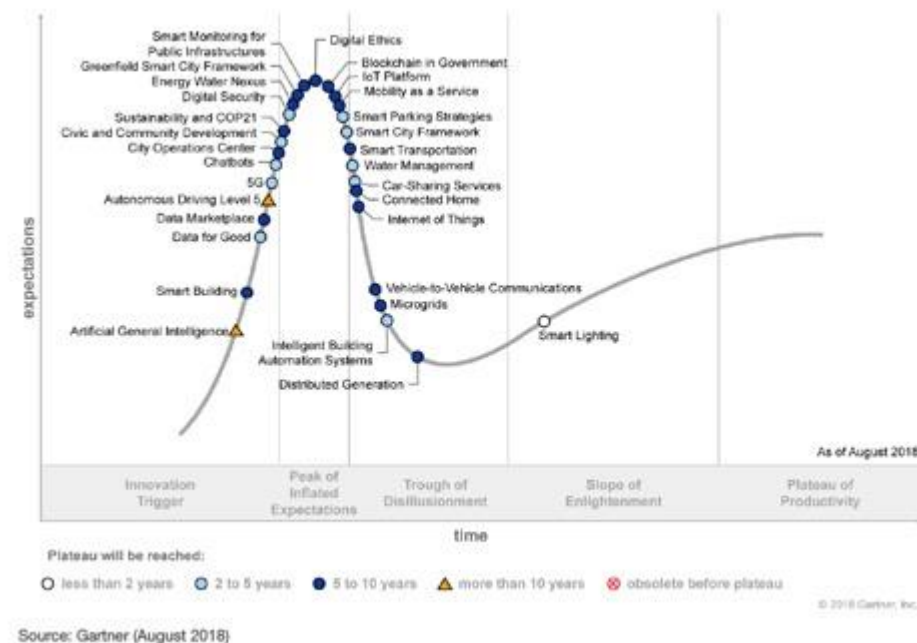 expectations
Smart Monitoring for
Public Infrastructures
Greenfield Smart City Framework
Energy Water Nexus
Digital Security
Sustainability and COP21
Civic and Community Development
City Operations Center
Chatbots
5G
Autonomous Driving Level 5
Data Marketplace
Data for Good
Smart Building
Artificial General Intelligence
Digital Ethics
Blockchain in Government
IoT Platform
Mobility as a Service
Smart Parking Strategies
Smart City Framework
Smart Transportation
Water Management
Car-Sharing Services
Connected Home
Internet of Things
Vehicle-to-Vehicle Communications
Microgrids
Intelligent Building
Automation Systems
Distributed Generation
Smart Lighting
As of August 2018
Innovation
Trigger
Peak of
Inflated
Expectations
Trough of
Disillusionment
Slope of
Enlightenment
Plateau of
Productivity
time
Plateau will be reached:
less than 2 years
2 to 5 years
5 to 10 years
more than 10 years
obsolete before plateau
© 2018 Gartner, Inc.
Source: Gartner (August 2018)